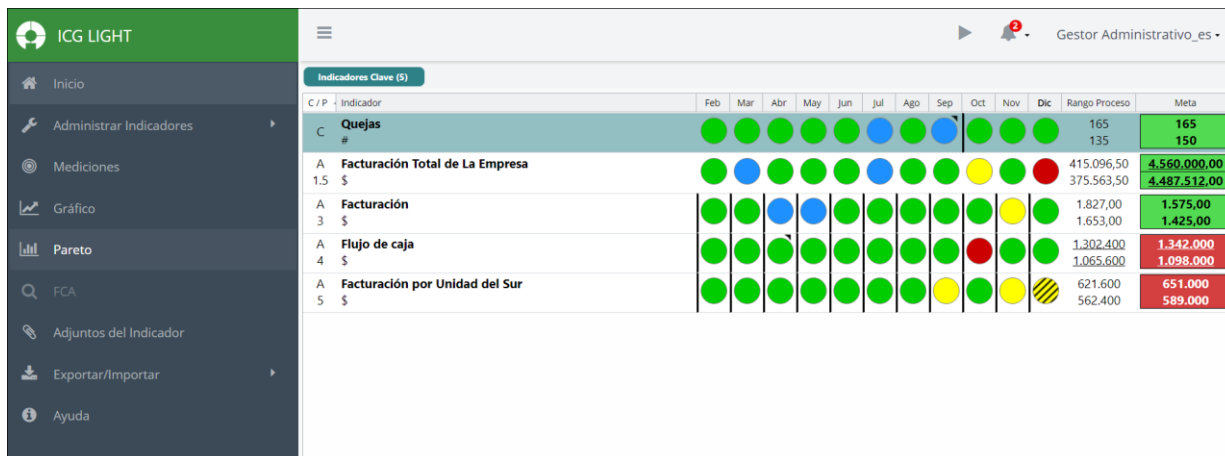 ICG LIGHT
2
Gestor Administrativo_es
Inicio
Administrar Indicadores
Mediciones
Gráfico
Pareto
FCA
Adjuntos del Indicador
Exportar/Importar
Ayuda
Indicadores Clave (5)
C / P Indicador Feb Mar Abr May Jun Jul Ago Sep Oct Nov Dic Rango Proceso Meta
C Quejas 165 165
# 135 150
A Facturación Total de La Empresa 415.096,50 4.560.000,00
1.5 $ 375.563,50 4.487.512,00
A Facturación 1.827,00 1.575,00
3 $ 1.653,00 1.425,00
A Flujo de caja 1.302.400 1.342.000
4 $ 1.065.600 1.098.000
A Facturación por Unidad del Sur 621.600 651.000
5 $ 562.400 589.000